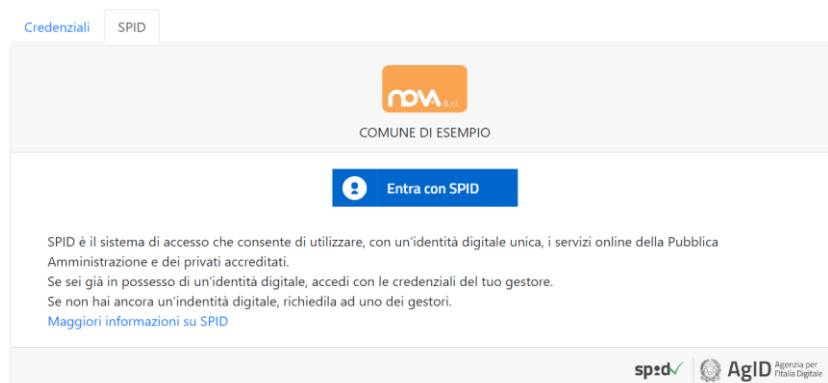 Credenziali SPID
nova S.r.l.
COMUNE DI ESEMPIO
Entra con SPID
SPID è il sistema di accesso che consente di utilizzare, con un'identità digitale unica, i servizi online della Pubblica
Amministrazione e dei privati accreditati.
Se sei già in possesso di un'identità digitale, accedi con le credenziali del tuo gestore.
Se non hai ancora un'indentità digitale, richiedila ad uno dei gestori.
Maggiori informazioni su SPID
spid AgID Agenzia per
l'Italia Digitale